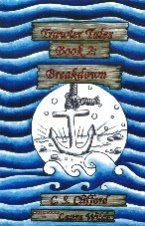 Trawler Tales
Book 2:
Breakdown
C. S. Clifford